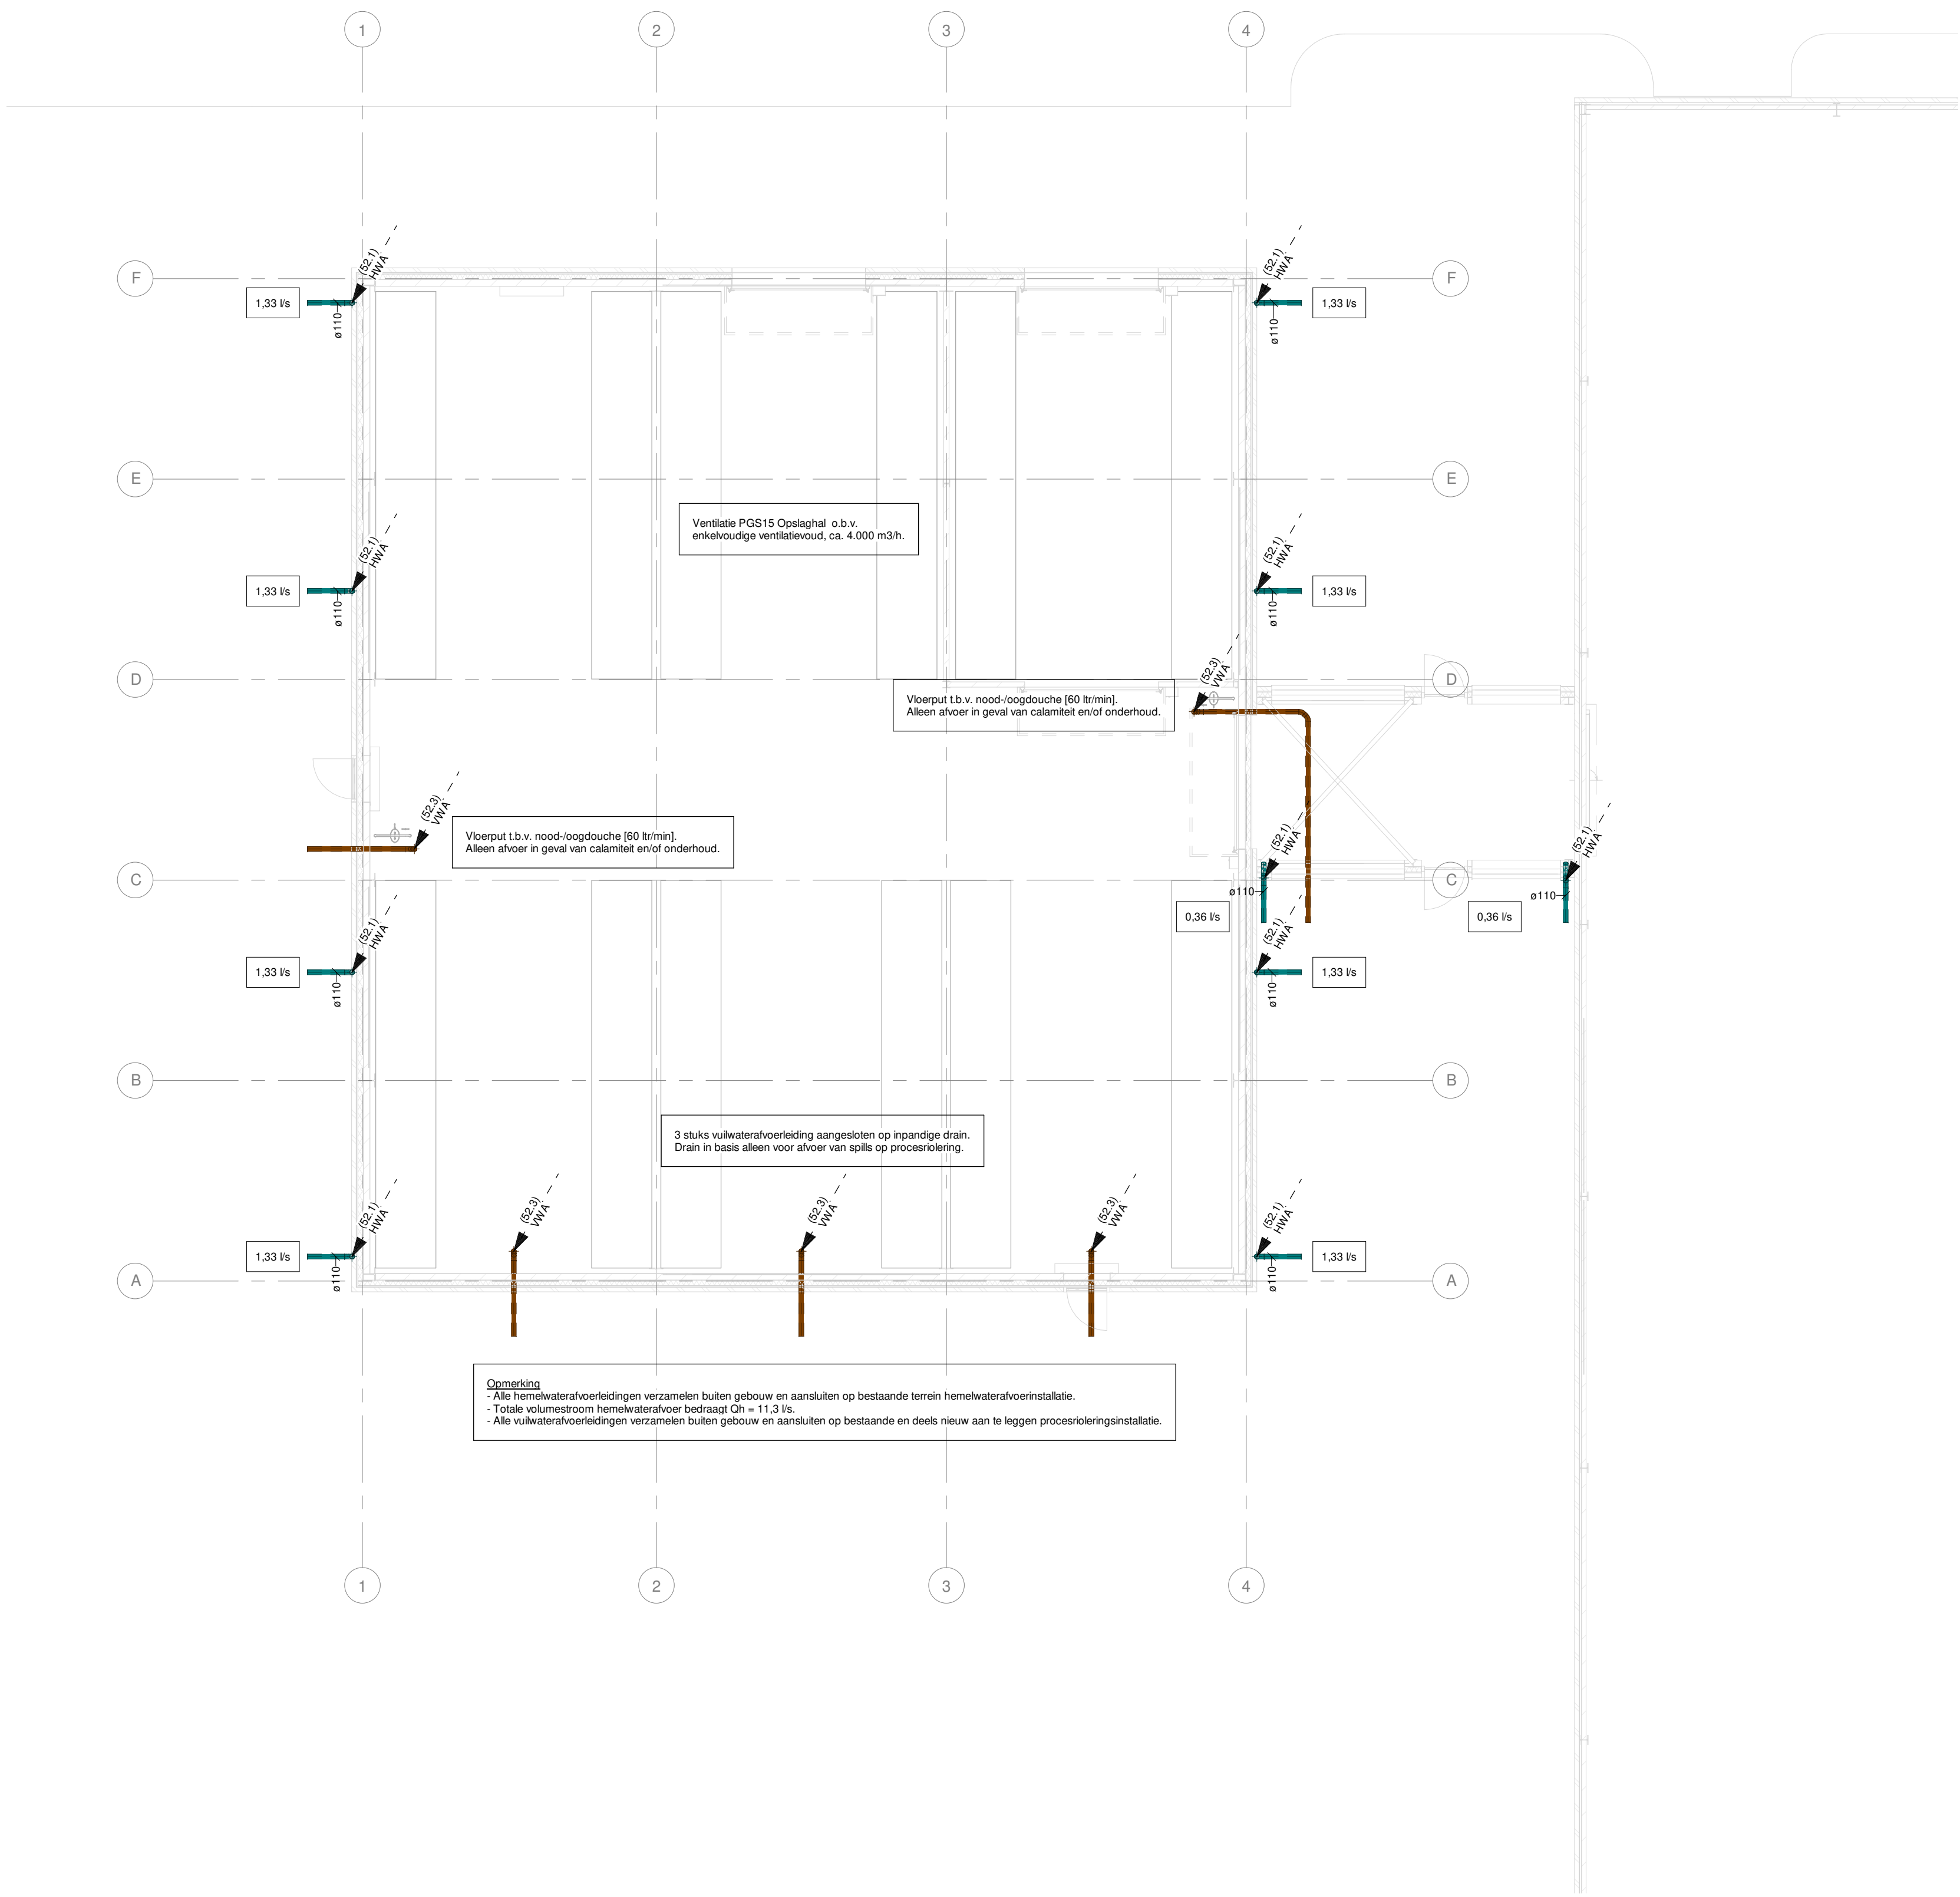 1
2
3
4
(52.1)
HWA
(52.1)
HWA
F
F
1,33 l/s
ø110
ø110
1,33 l/s
E
E
Ventilatie PGS15 Opslaghal o.b.v.
enkelvoudige ventilatievoud, ca. 4.000 m3/h.
(52.1)
HWA
(52.1)
HWA
1,33 l/s
ø110
ø110
1,33 l/s
(52.3)
VWA
D
D
Vloerput t.b.v. nood-/oogdouche [60 ltr/min].
Alleen afvoer in geval van calamiteit en/of onderhoud.
(52.3)
VWA
Vloerput t.b.v. nood-/oogdouche [60 ltr/min].
Alleen afvoer in geval van calamiteit en/of onderhoud.
(52.1)
HWA
(52.1)
HWA
C
C
ø110
ø110
0,36 l/s
0,36 l/s
(52.1)
HWA
(52.1)
HWA
1,33 l/s
ø110
ø110
1,33 l/s
B
B
3 stuks vuilwaterafvoerleiding aangesloten op inpandige drain.
Drain in basis alleen voor afvoer van spills op procesriolering.
(52.1)
HWA
(52.3)
VWA
(52.3)
VWA
(52.3)
VWA
(52.1)
HWA
1,33 l/s
ø110
ø110
1,33 l/s
A
A
Opmerking
- Alle hemelwaterafvoerleidingen verzamelen buiten gebouw en aansluiten op bestaande terrein hemelwaterafvoerinstallatie.
- Totale volumestroom hemelwaterafvoer bedraagt Qh = 11,3 l/s.
- Alle vuilwaterafvoerleidingen verzamelen buiten gebouw en aansluiten op bestaande en deels nieuw aan te leggen procesrioleringsinstallatie.
1
2
3
4